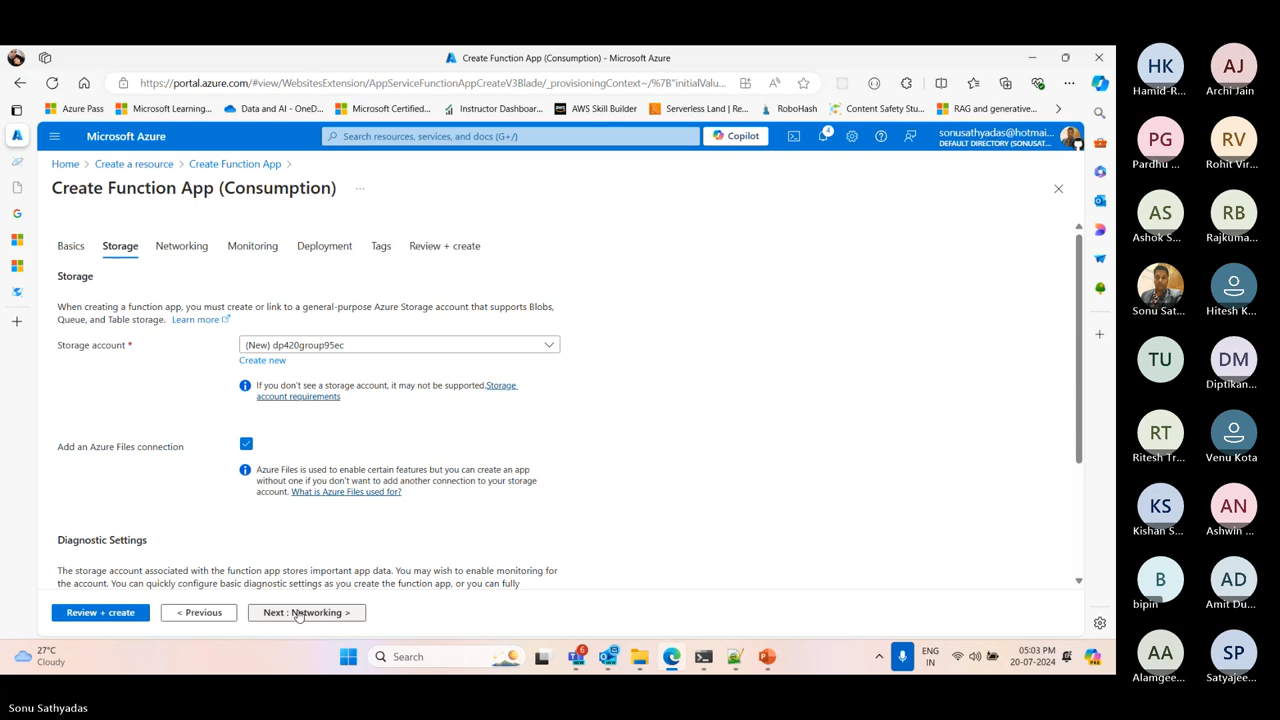 Create Function App (Consumption) - Microsoft Azure
https://portal.azure.com/#view/WebsitesExtension/AppServiceFunctionAppCreateV3Blade/_provisioningContext~/%7B"initialValu...
Azure Pass
Microsoft Learning...
Data and AI - OneD...
Microsoft Certified...
Instructor Dashboar...
AWS Skill Builder
Serverless Land | Re...
RoboHash
Content Safety Stu...
RAG and generative...
Microsoft Azure
Search resources, services, and docs (G+/)
Copilot
4
sonusathyadas@hotmai...
DEFAULT DIRECTORY (SONUSAT...
Home > Create a resource > Create Function App >
Create Function App (Consumption)
...
Basics
Storage
Networking
Monitoring
Deployment
Tags
Review + create
Storage
When creating a function app, you must create or link to a general-purpose Azure Storage account that supports Blobs,
Queue, and Table storage. Learn more
Storage account *
(New) dp420group95ec
Create new
If you don't see a storage account, it may not be supported.Storage
account requirements
Add an Azure Files connection
Azure Files is used to enable certain features but you can create an app
without one if you don't want to add another connection to your storage
account. What is Azure Files used for?
Diagnostic Settings
The storage account associated with the function app stores important app data. You may wish to enable monitoring for
the account. You can quickly configure basic diagnostic settings as you create the function app, or you can fully
Review + create
< Previous
Next : Networking >
27°C
Cloudy
Search
6
ENG
IN
05:03 PM
20-07-2024
HK
Hamid-R...
AJ
Archi Jain
PG
Pardhu ...
RV
Rohit Vir...
AS
Ashok S...
RB
Rajkuma...
Sonu Sat...
Hitesh K...
TU
DM
Diptikan...
RT
Ritesh Tr...
Venu Kota
KS
Kishan S...
AN
Ashwin ...
B
bipin
AD
Amit Du...
AA
Alamgee...
SP
Satyajee...
Sonu Sathyadas